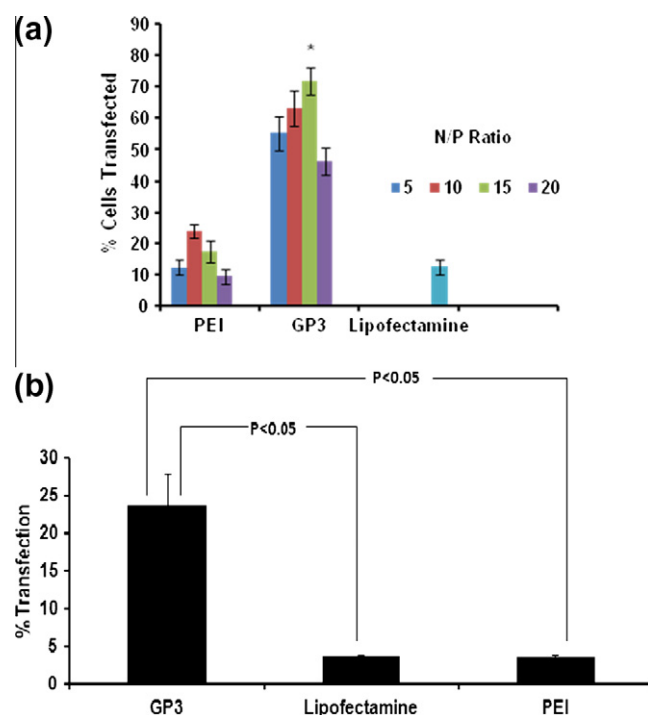 (a)
% Cells Transfected
90
80
70
60
50
40
30
20
10
0
*
N/P Ratio
5 10 15 20
PEI GP3 Lipofectamine
(b)
P<0.05
P<0.05
% Transfection
30
25
20
15
10
5
0
GP3 Lipofectamine PEI